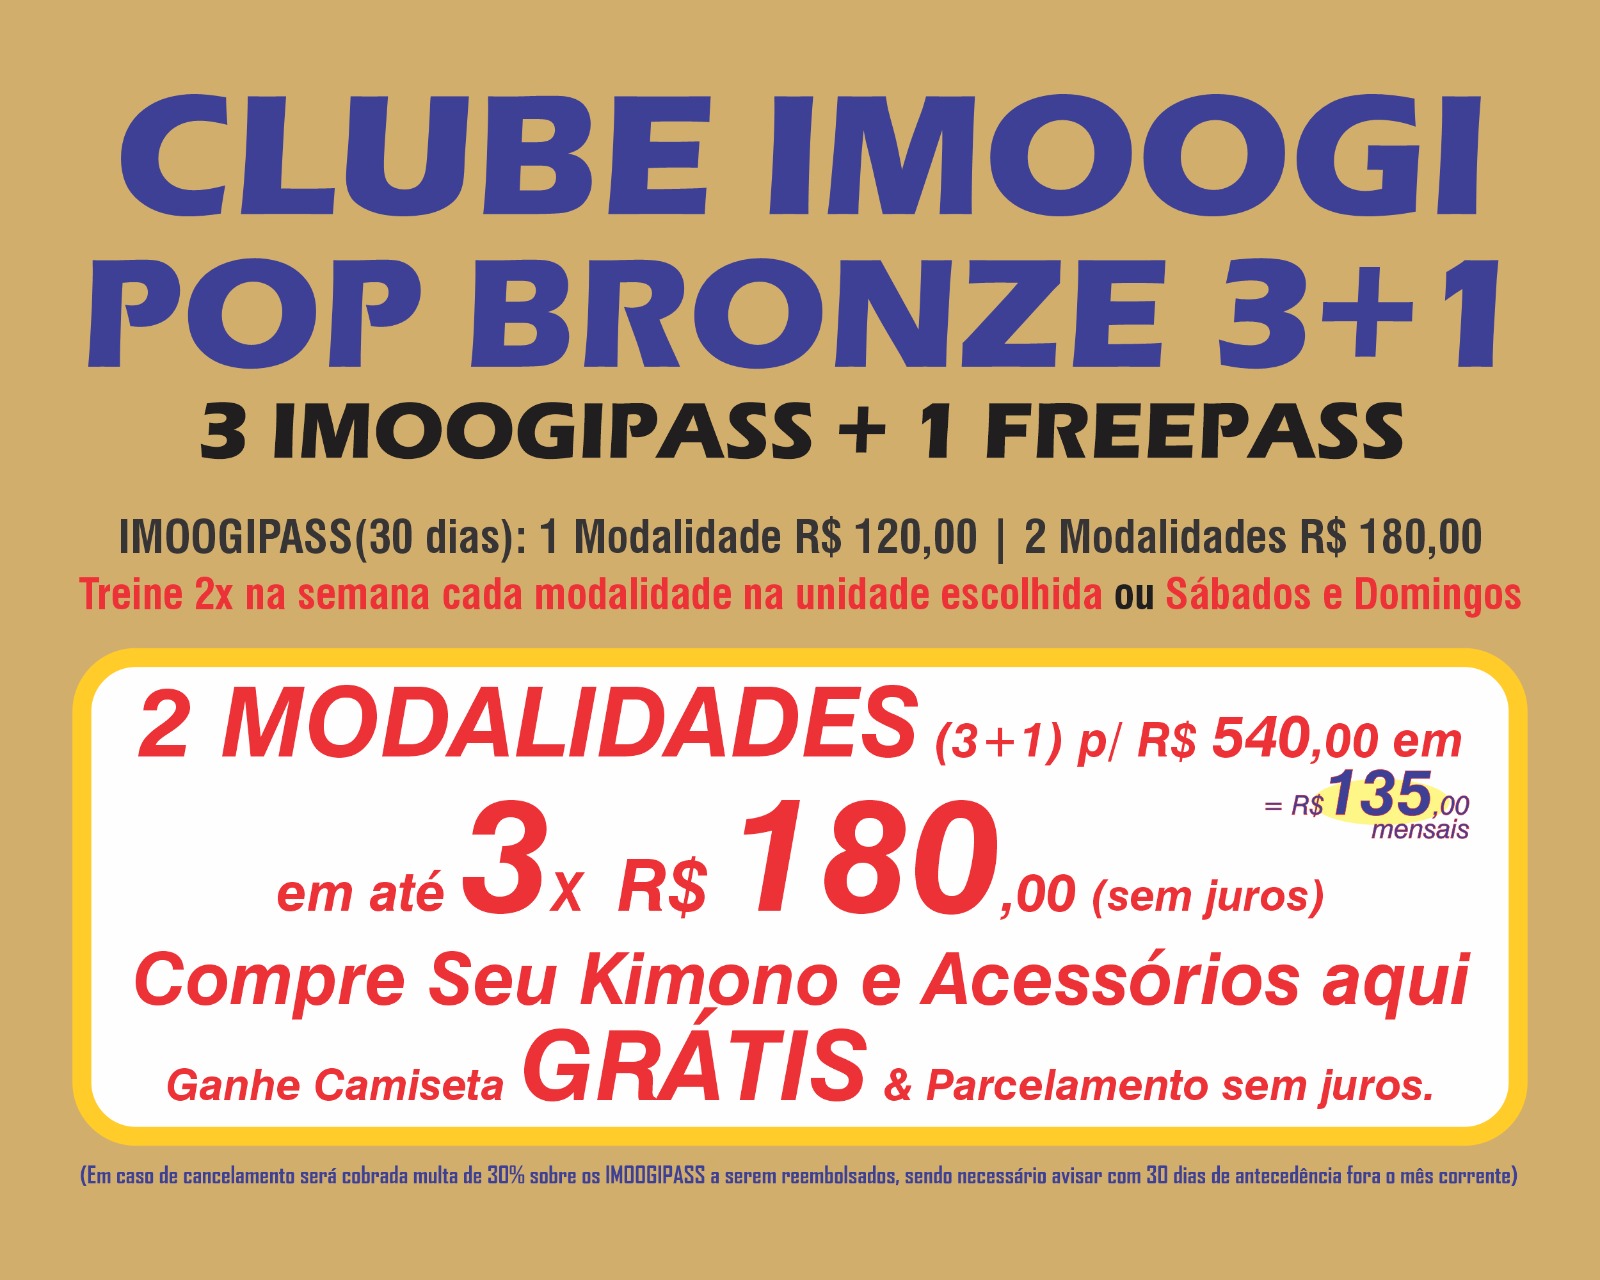 CLUBE IMOOGI
POP BRONZE 3+1
3 IMOOGIPASS + 1 FREEPASS
IMOOGIPASS(30 dias): 1 Modalidade R$ 120,00 | 2 Modalidades R$ 180,00
Treine 2x na semana cada modalidade na unidade escolhida ou Sábados e Domingos
2 MODALIDADES (3+1) p/ R$ 540,00 em
= R$135,00
mensais
em até 3x R$ 180,00 (sem juros)
Compre Seu Kimono e Acessórios aqui
Ganhe Camiseta GRÁTIS & Parcelamento sem juros.
(Em caso de cancelamento será cobrada multa de 30% sobre os IMOOGIPASS a serem reembolsados, sendo necessário avisar com 30 dias de antecedência fora o mês corrente)